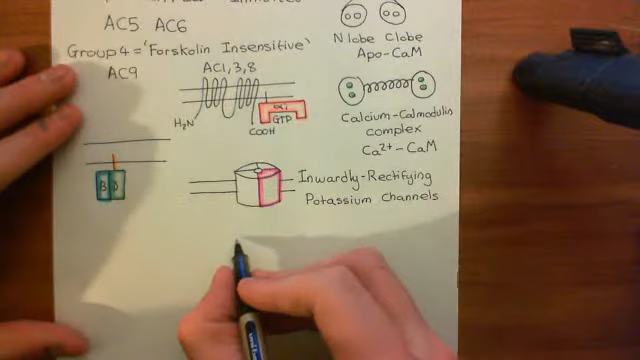 AC5 AC6
Group 4 = 'Forskolin Insensitive'
AC9
AC1,3,8
H₂N
COOH
α
GTP
N lobe C lobe
Apo-CaM
Calcium-Calmodulin
complex
Ca²⁺-CaM
B
Inwardly-Rectifying
Potassium Channels